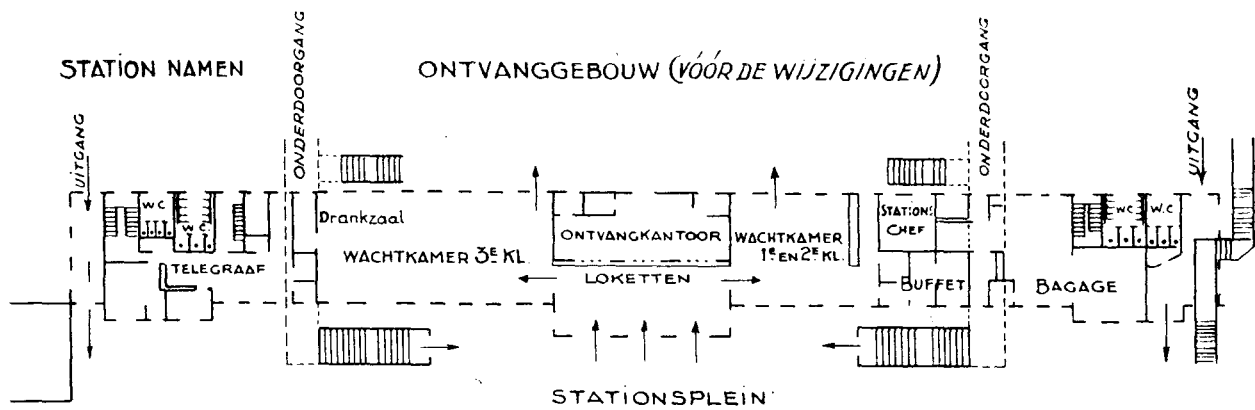 STATION NAMEN
ONTVANGGEBOUW (VÓÓR DE WIJZIGINGEN)
UITGANG
ONDERDOORGANG
ONDERDOORGANG
UITGANG
W.C
W.C.
TELEGRAAF
Drankzaal
WACHTKAMER 3E KL.
ONTVANGKANTOOR
LOKETTEN
WACHTKAMER
1E EN 2E KL.
STATIONS
CHEF
BUFFET
BAGAGE
W.C
W.C
STATIONSPLEIN